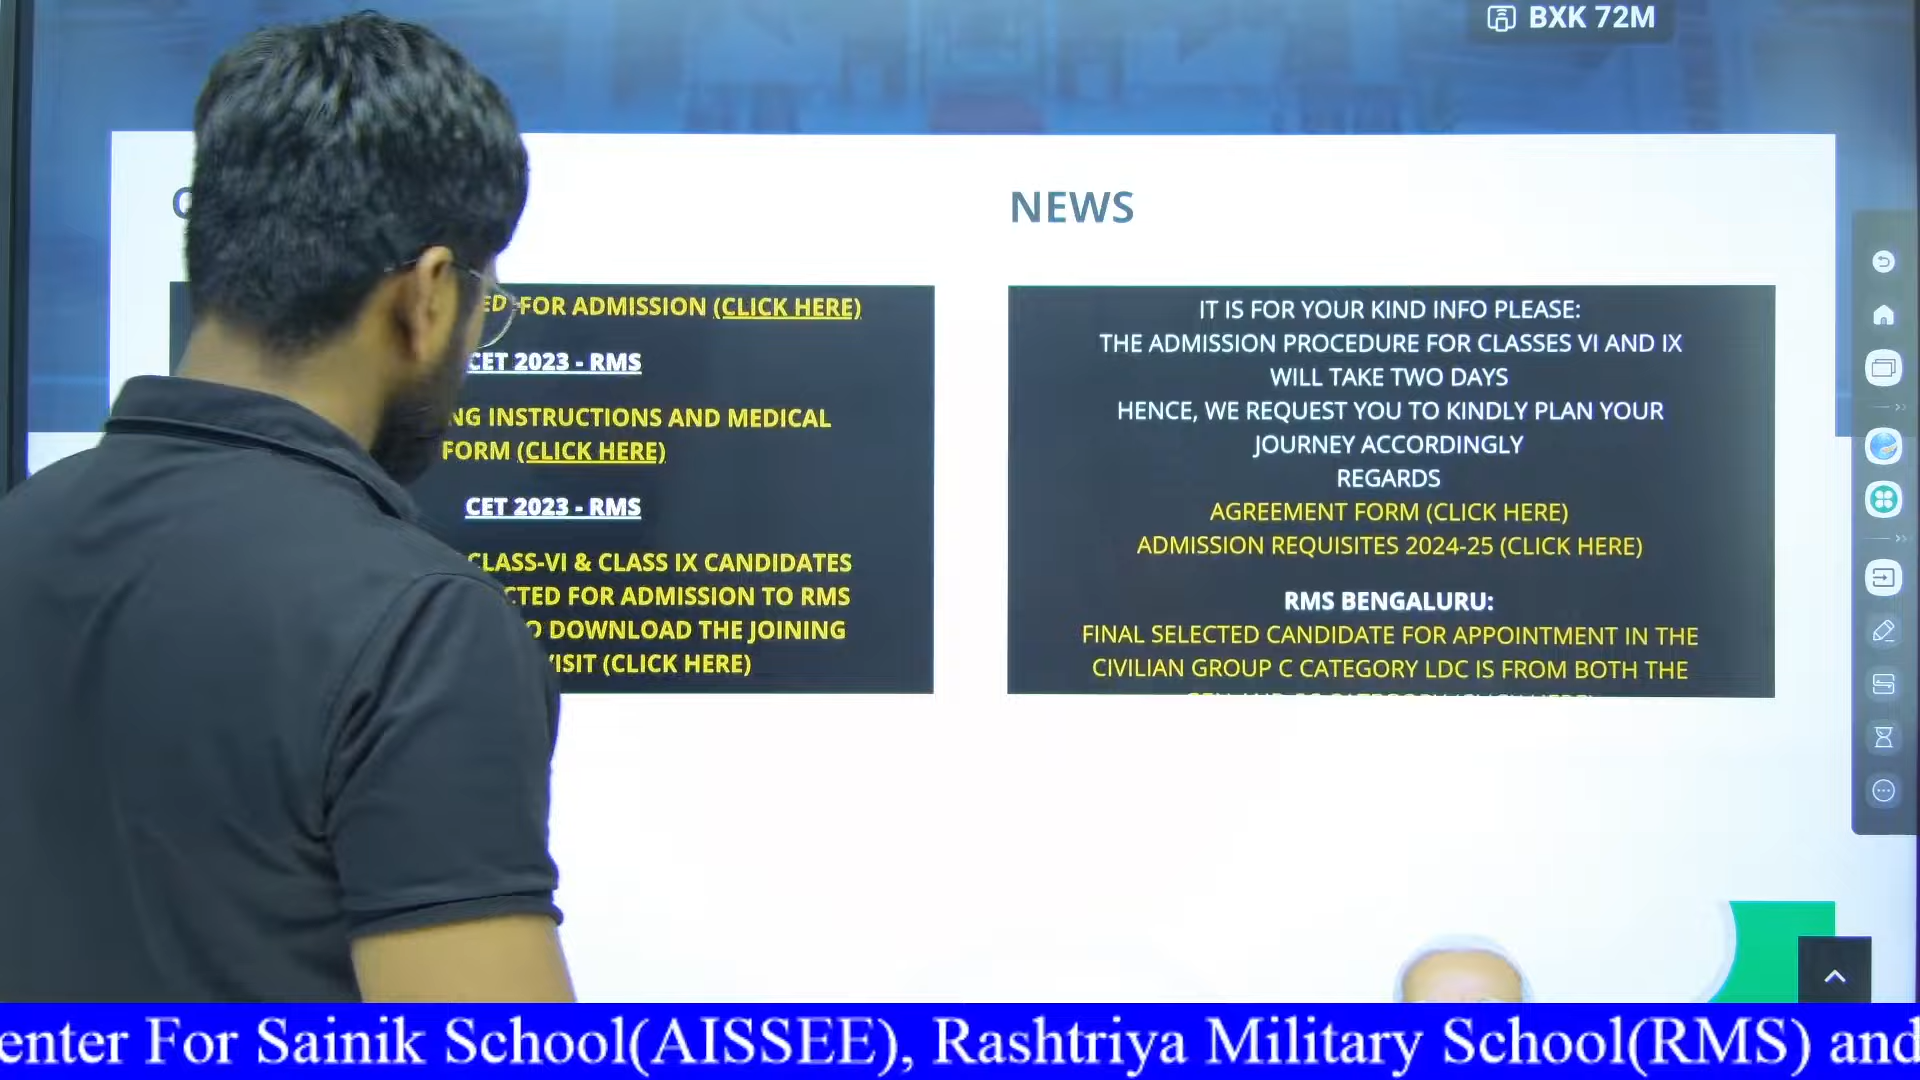 BXK 72M
NEWS
FOR ADMISSION (CLICK HERE)
CET 2023 - RMS
INSTRUCTIONS AND MEDICAL
FORM (CLICK HERE)
CET 2023 - RMS
CLASS-VI & CLASS IX CANDIDATES
FOR ADMISSION TO RMS
DOWNLOAD THE JOINING
(CLICK HERE)
IT IS FOR YOUR KIND INFO PLEASE:
THE ADMISSION PROCEDURE FOR CLASSES VI AND IX
WILL TAKE TWO DAYS
HENCE, WE REQUEST YOU TO KINDLY PLAN YOUR
JOURNEY ACCORDINGLY
REGARDS
AGREEMENT FORM (CLICK HERE)
ADMISSION REQUISITES 2024-25 (CLICK HERE)
RMS BENGALURU:
FINAL SELECTED CANDIDATE FOR APPOINTMENT IN THE
CIVILIAN GROUP C CATEGORY LDC IS FROM BOTH THE
enter For Sainik School(AISSEE), Rashtriya Military School(RMS) and